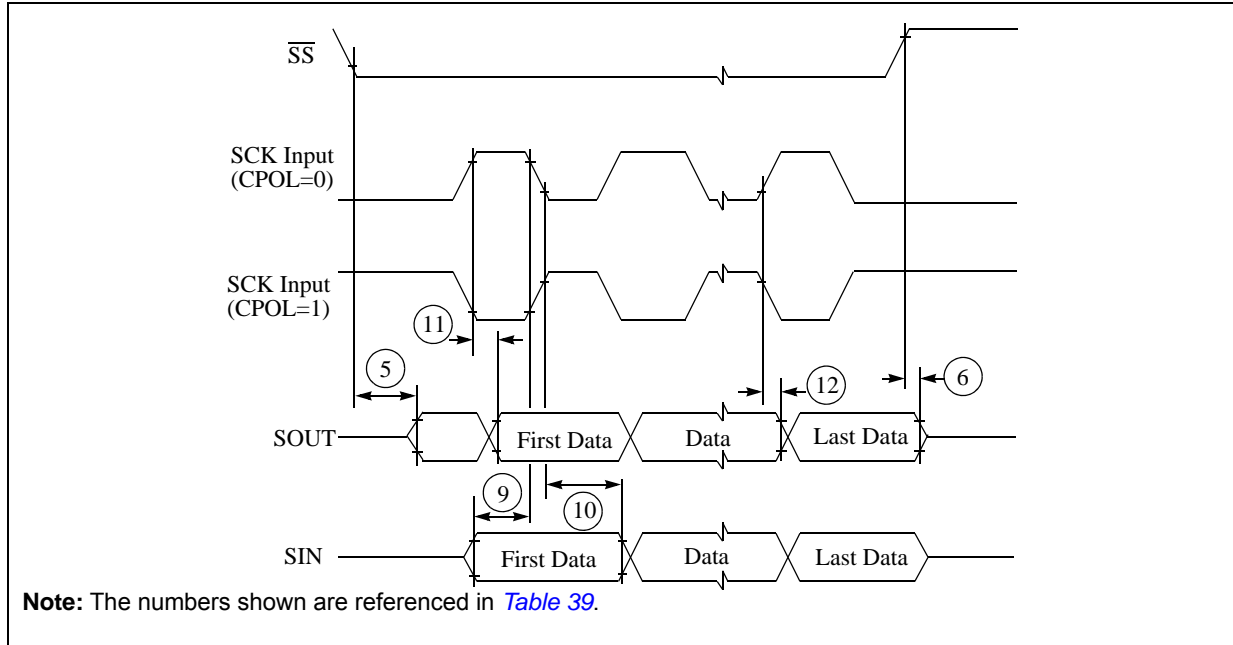 S̅S̅
SCK Input
(CPOL=0)
SCK Input
(CPOL=1)
11
5
12
6
SOUT
First Data
Data
Last Data
9
10
SIN
First Data
Data
Last Data
Note: The numbers shown are referenced in Table 39.